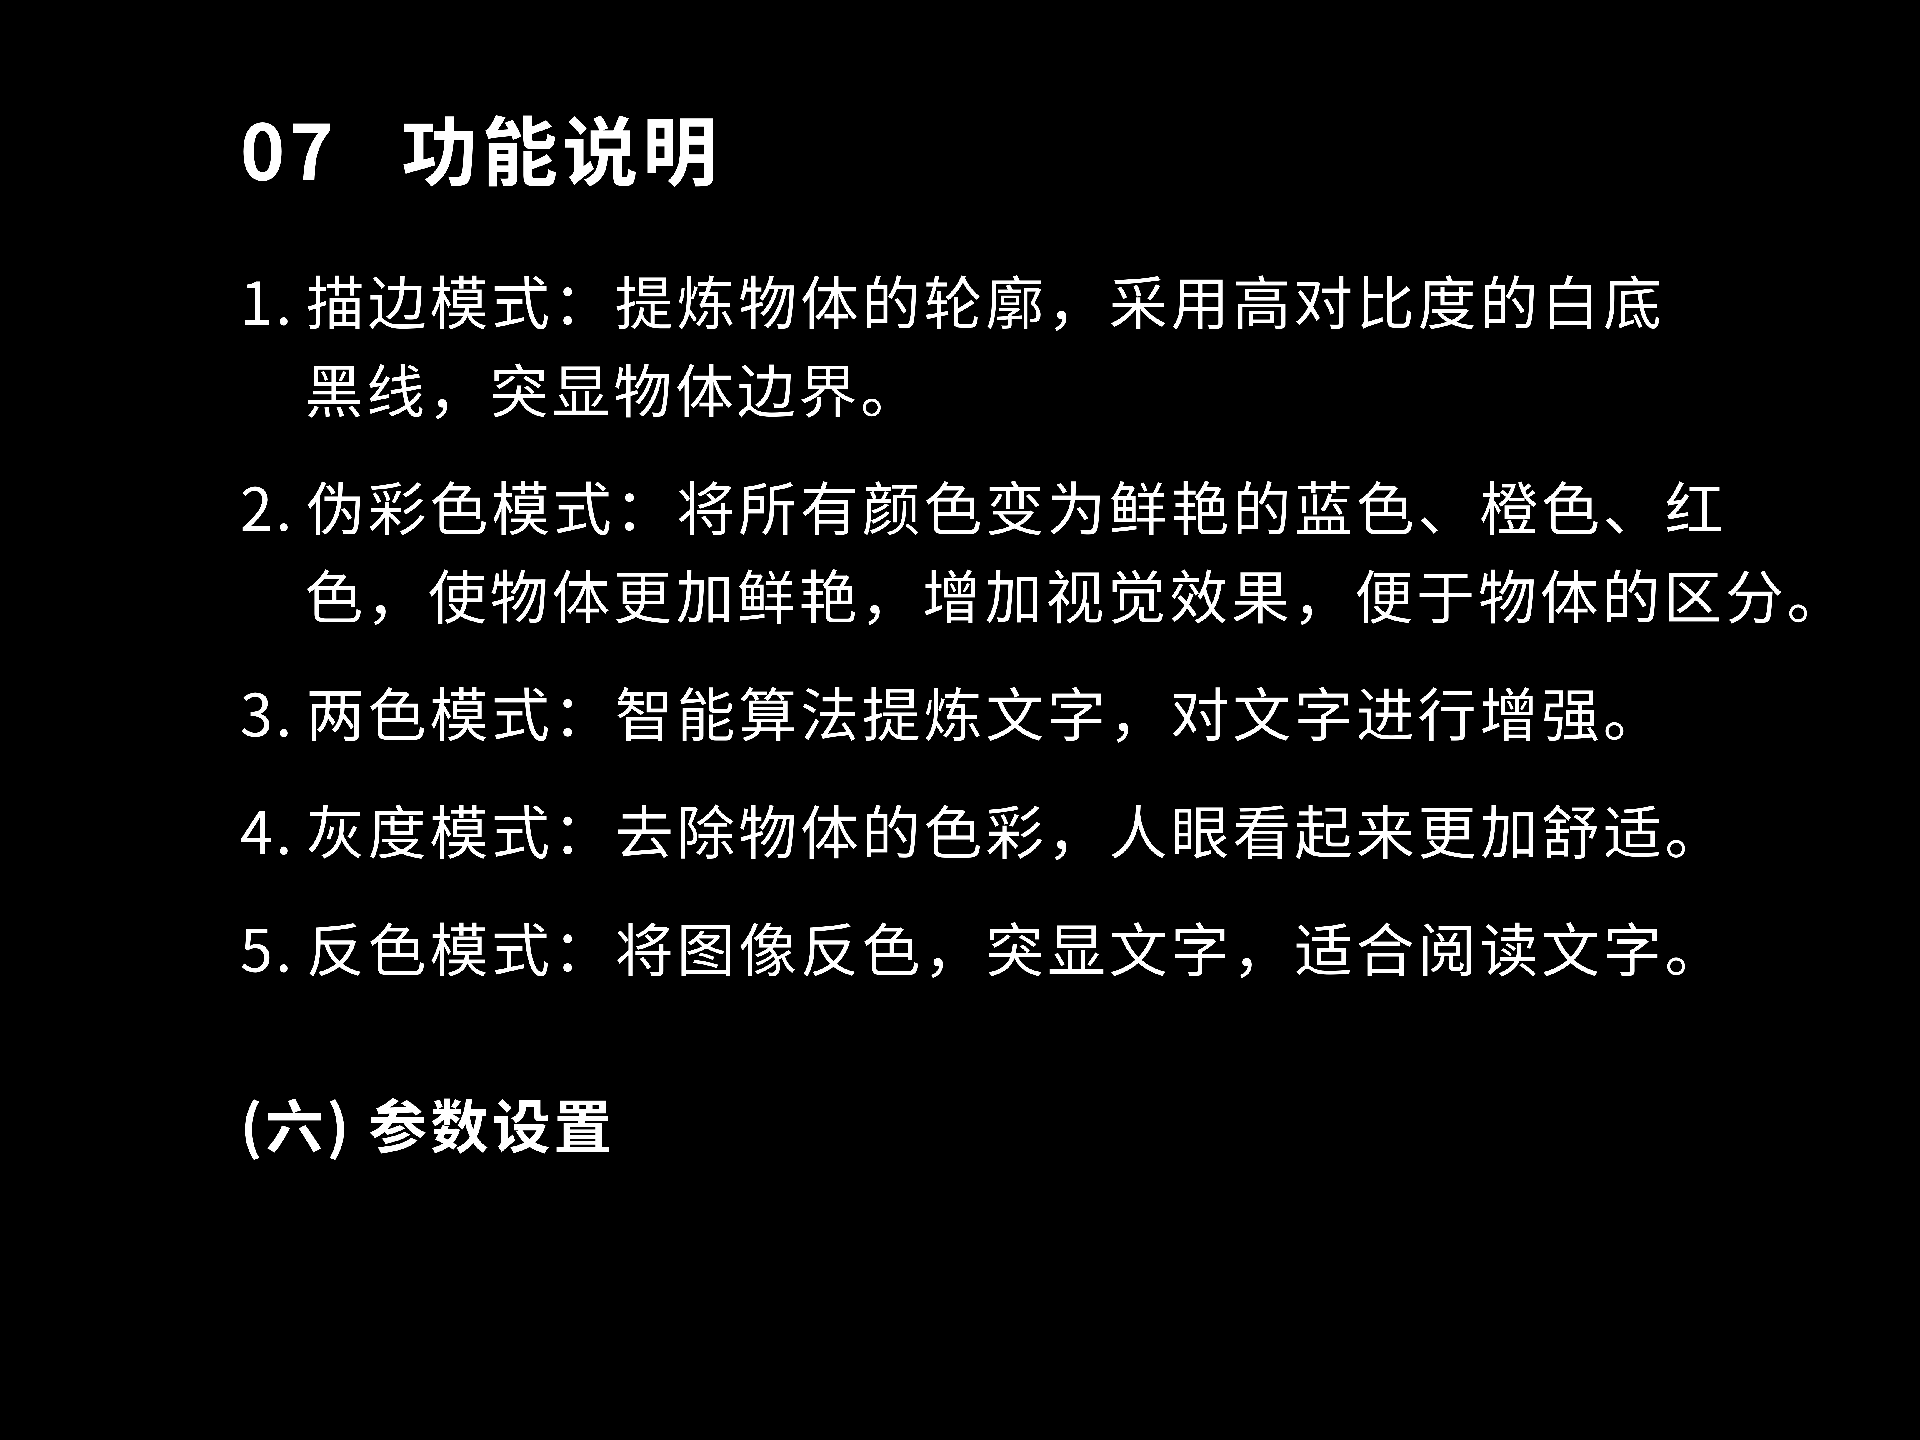 07 功能说明
1. 描边模式：提炼物体的轮廓，采用高对比度的白底
黑线，突显物体边界。
2. 伪彩色模式：将所有颜色变为鲜艳的蓝色、橙色、红
色，使物体更加鲜艳，增加视觉效果，便于物体的区分。
3. 两色模式：智能算法提炼文字，对文字进行增强。
4. 灰度模式：去除物体的色彩，人眼看起来更加舒适。
5. 反色模式：将图像反色，突显文字，适合阅读文字。
(六) 参数设置